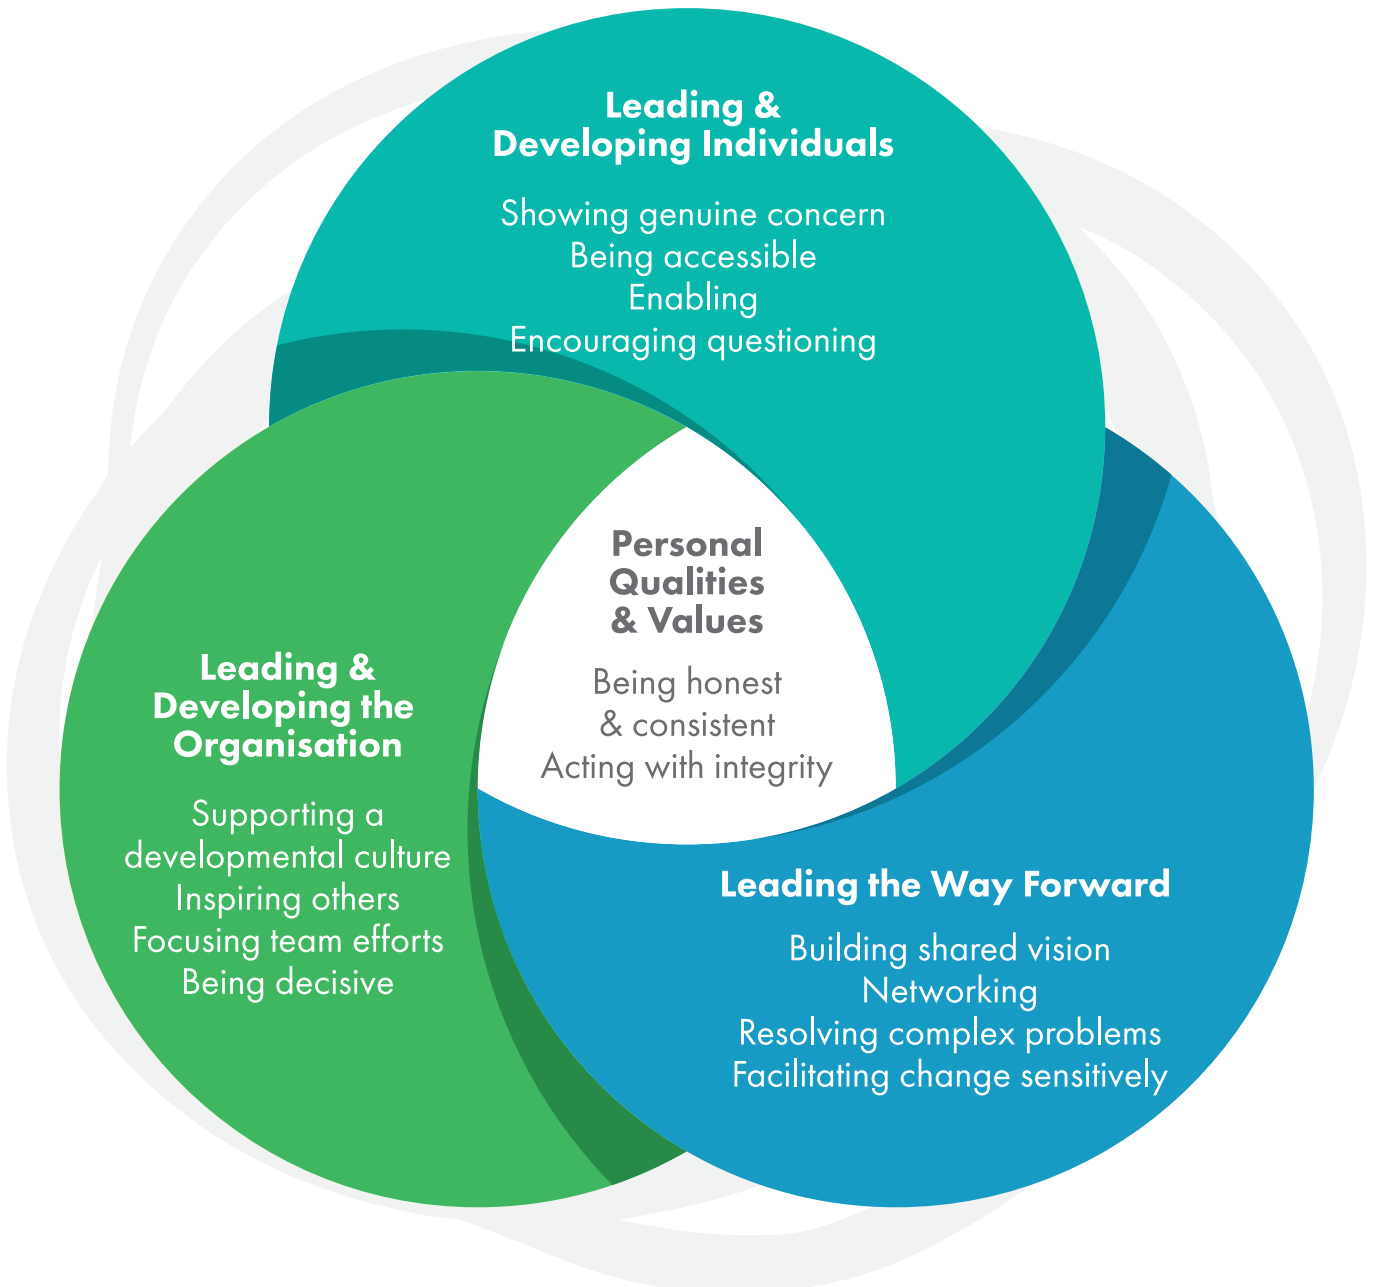 Leading &
Developing Individuals
Showing genuine concern
Being accessible
Enabling
Encouraging questioning
Personal
Qualities
& Values
Being honest
& consistent
Acting with integrity
Leading &
Developing the
Organisation
Supporting a
developmental culture
Inspiring others
Focusing team efforts
Being decisive
Leading the Way Forward
Building shared vision
Networking
Resolving complex problems
Facilitating change sensitively